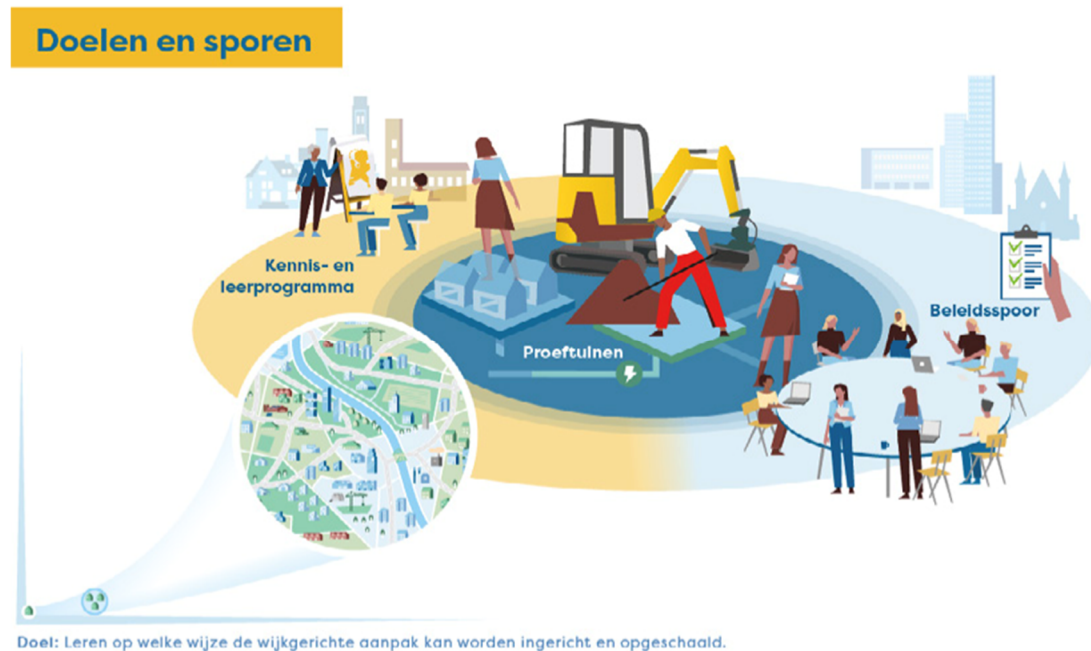 Doelen en sporen
Kennis- en
leerprogramma
Beleidsspoor
Proeftuinen
Doel: Leren op welke wijze de wijkgerichte aanpak kan worden ingericht en opgeschaald.